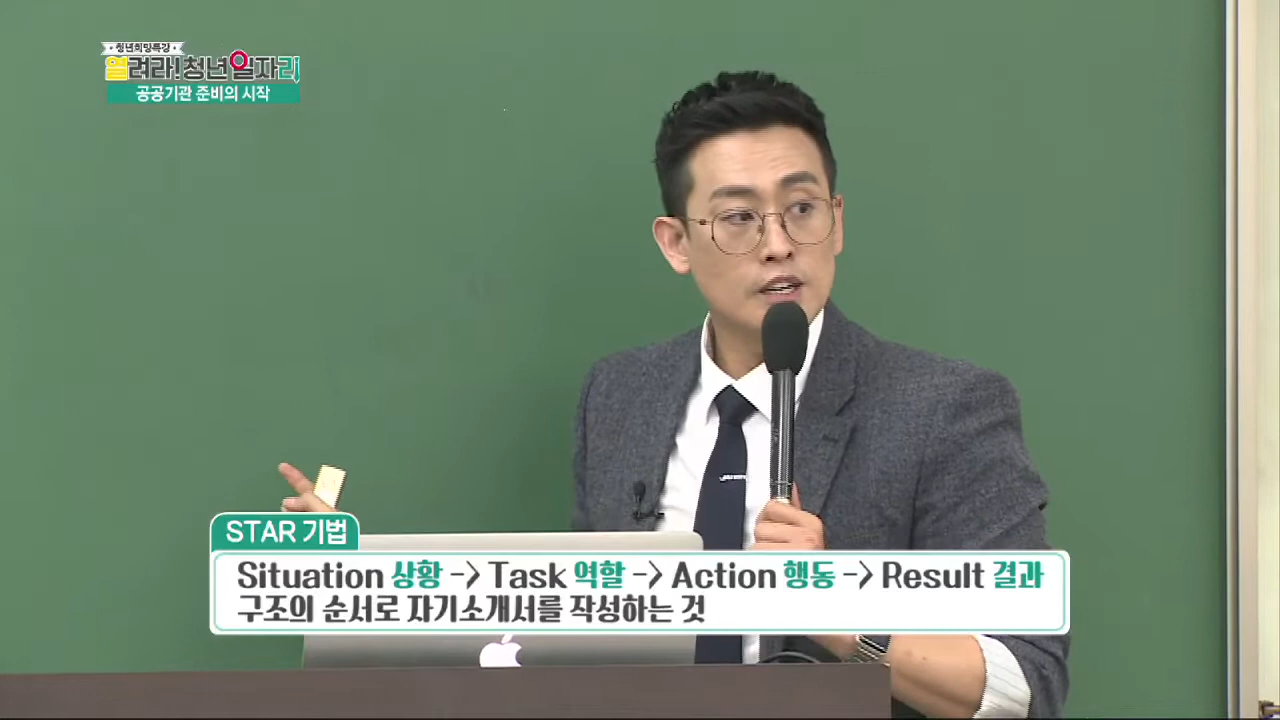 청년희망특강
열려라!청년일자리
공공기관 준비의 시작
STAR 기법
Situation 상황 -> Task 역할 -> Action 행동 -> Result 결과
구조의 순서로 자기소개서를 작성하는 것